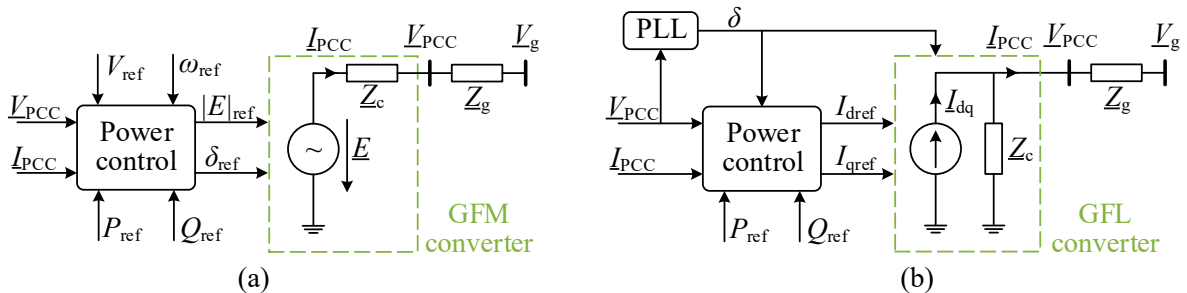 V_ref
ω_ref
I_PCC
V_PCC
V_g
V_PCC
|E|_ref
Z_c
Z_g
Power
control
I_PCC
δ_ref
~
E
P_ref
Q_ref
GFM
converter
(a)
PLL
δ
I_PCC
V_PCC
V_g
V_PCC
I_dref
I_dq
Z_g
Power
control
I_PCC
I_qref
Z_c
P_ref
Q_ref
GFL
converter
(b)